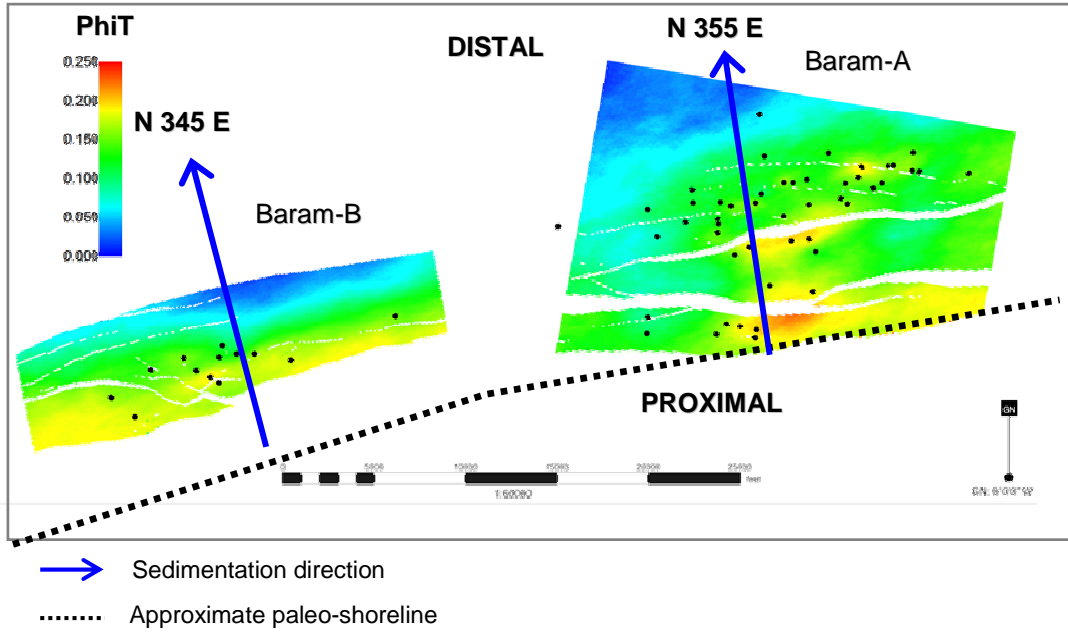 PhiT
0.250
0.200
0.150
0.100
0.050
0.000
N 345 E
DISTAL
N 355 E
Baram-A
Baram-B
PROXIMAL
GN
0 5000 10000 15000 20000 25000
feet
1:60000
Sedimentation direction
Approximate paleo-shoreline